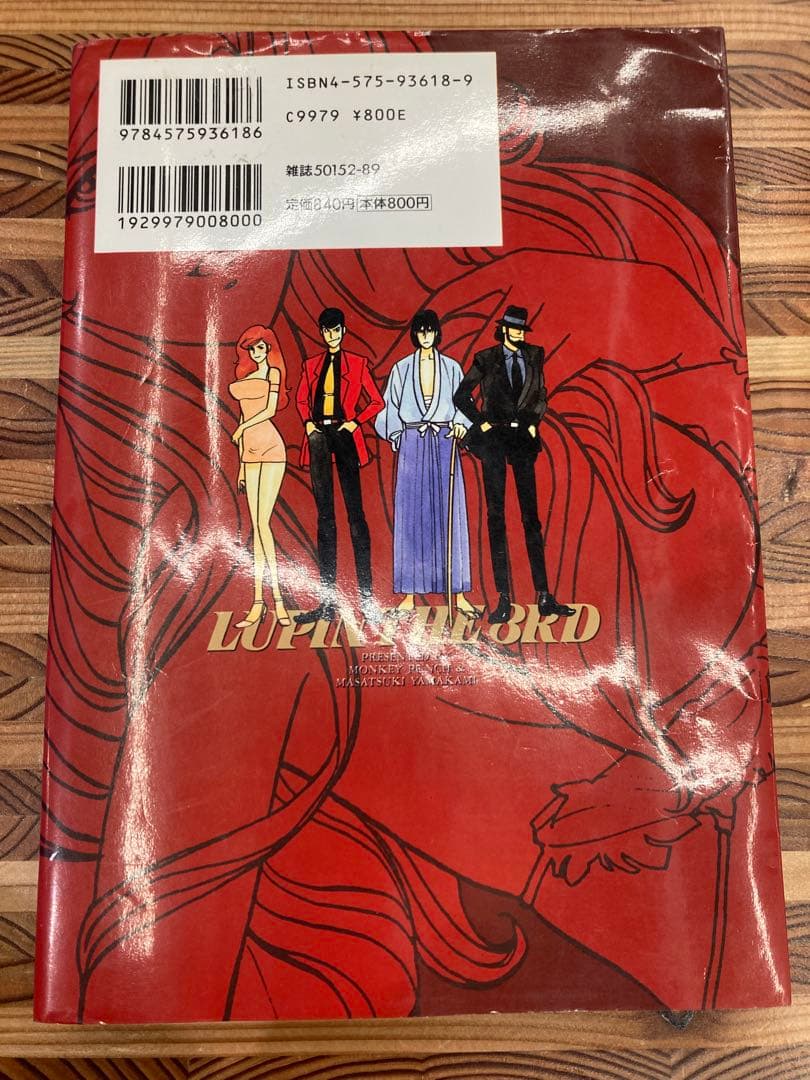 ISBN4-575-93618-9
C9979 ¥800E
9784575936186
雑誌50152-89
1929979008000
定価840円 本体800円
LUPIN THE 3RD
PRESENTED
MONKEY PUNCH &
MASATSUKI YAMAKAMI